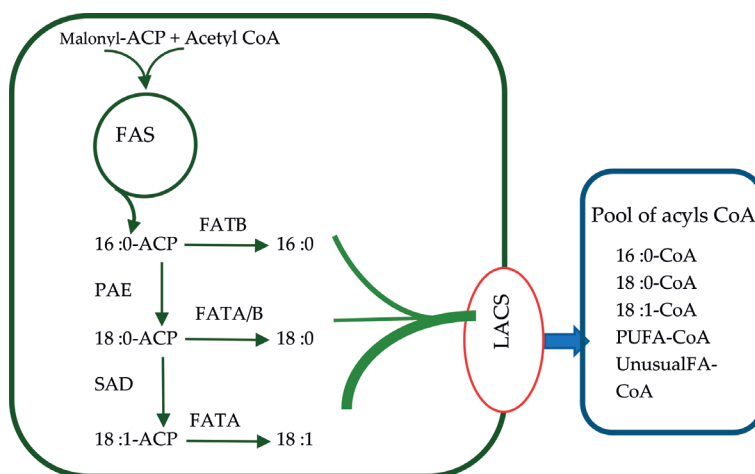 Malonyl-ACP + Acetyl CoA
FAS
FATB
16 :0-ACP
16 :0
PAE
FATA/B
18 :0-ACP
18 :0
SAD
FATA
18 :1-ACP
18 :1
LACS
Pool of acyls CoA
16 :0-CoA
18 :0-CoA
18 :1-CoA
PUFA-CoA
UnusualFA-
CoA